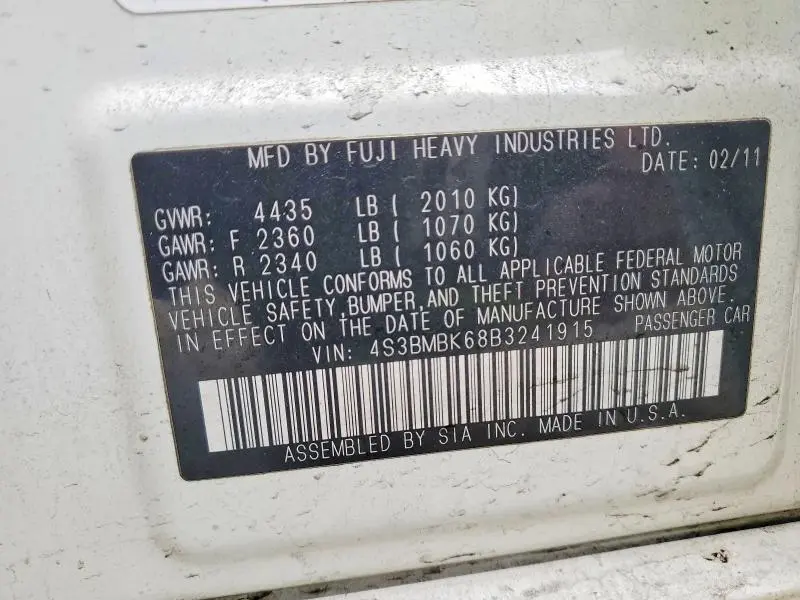 MFD BY FUJI HEAVY INDUSTRIES LTD.
DATE: 02/11
GVWR: 4435 LB ( 2010 KG)
GAWR: F 2360 LB ( 1070 KG)
GAWR: R 2340 LB ( 1060 KG)
THIS VEHICLE CONFORMS TO ALL APPLICABLE FEDERAL MOTOR
VEHICLE SAFETY,BUMPER,AND THEFT PREVENTION STANDARDS
IN EFFECT ON THE DATE OF MANUFACTURE SHOWN ABOVE.
VIN: 4S3BMBK68B3241915 PASSENGER CAR
ASSEMBLED BY SIA INC. MADE IN U.S.A.